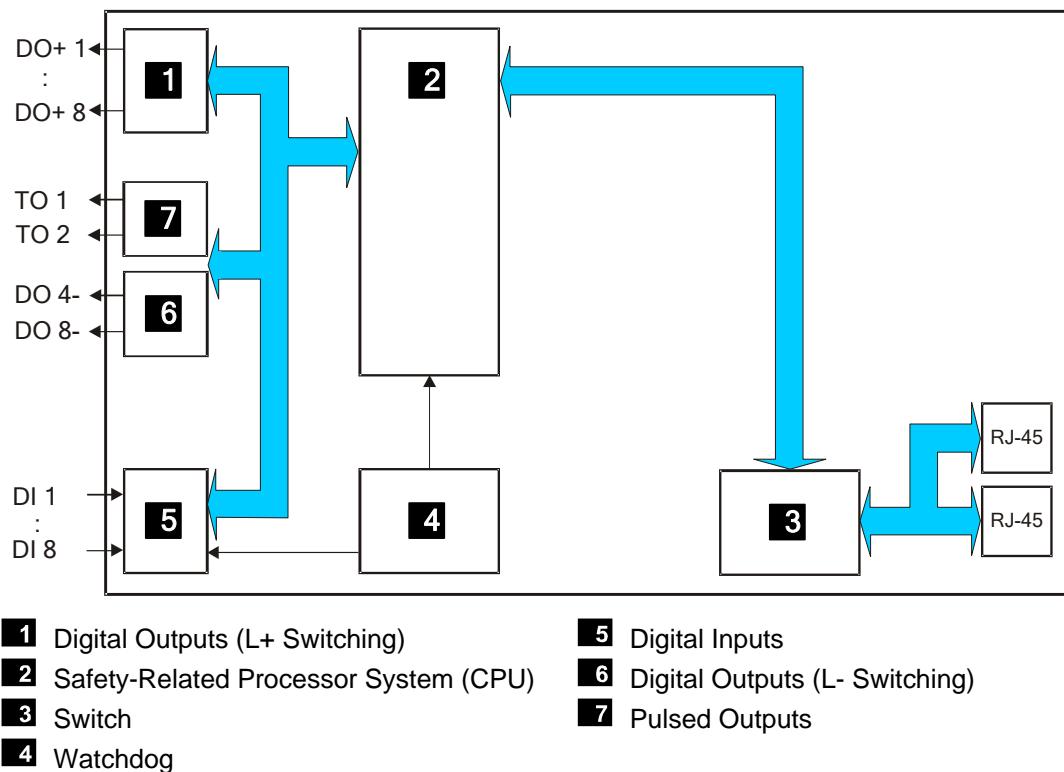 DO+ 1
:
DO+ 8
TO 1
TO 2
DO 4-
DO 8-
DI 1
:
DI 8
1
2
7
6
5
4
3
RJ-45
RJ-45
1 Digital Outputs (L+ Switching)
2 Safety-Related Processor System (CPU)
3 Switch
4 Watchdog
5 Digital Inputs
6 Digital Outputs (L- Switching)
7 Pulsed Outputs